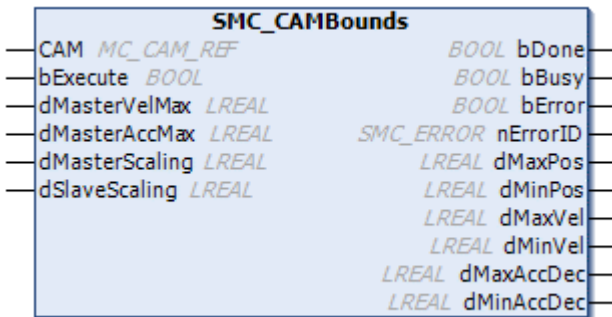 SMC_CAMBounds
CAM MC_CAM_REF BOOL bDone
bExecute BOOL BOOL bBusy
dMasterVelMax LREAL BOOL bError
dMasterAccMax LREAL SMC_ERROR nErrorID
dMasterScaling LREAL LREAL dMaxPos
dSlaveScaling LREAL LREAL dMinPos
LREAL dMaxVel
LREAL dMinVel
LREAL dMaxAccDec
LREAL dMinAccDec